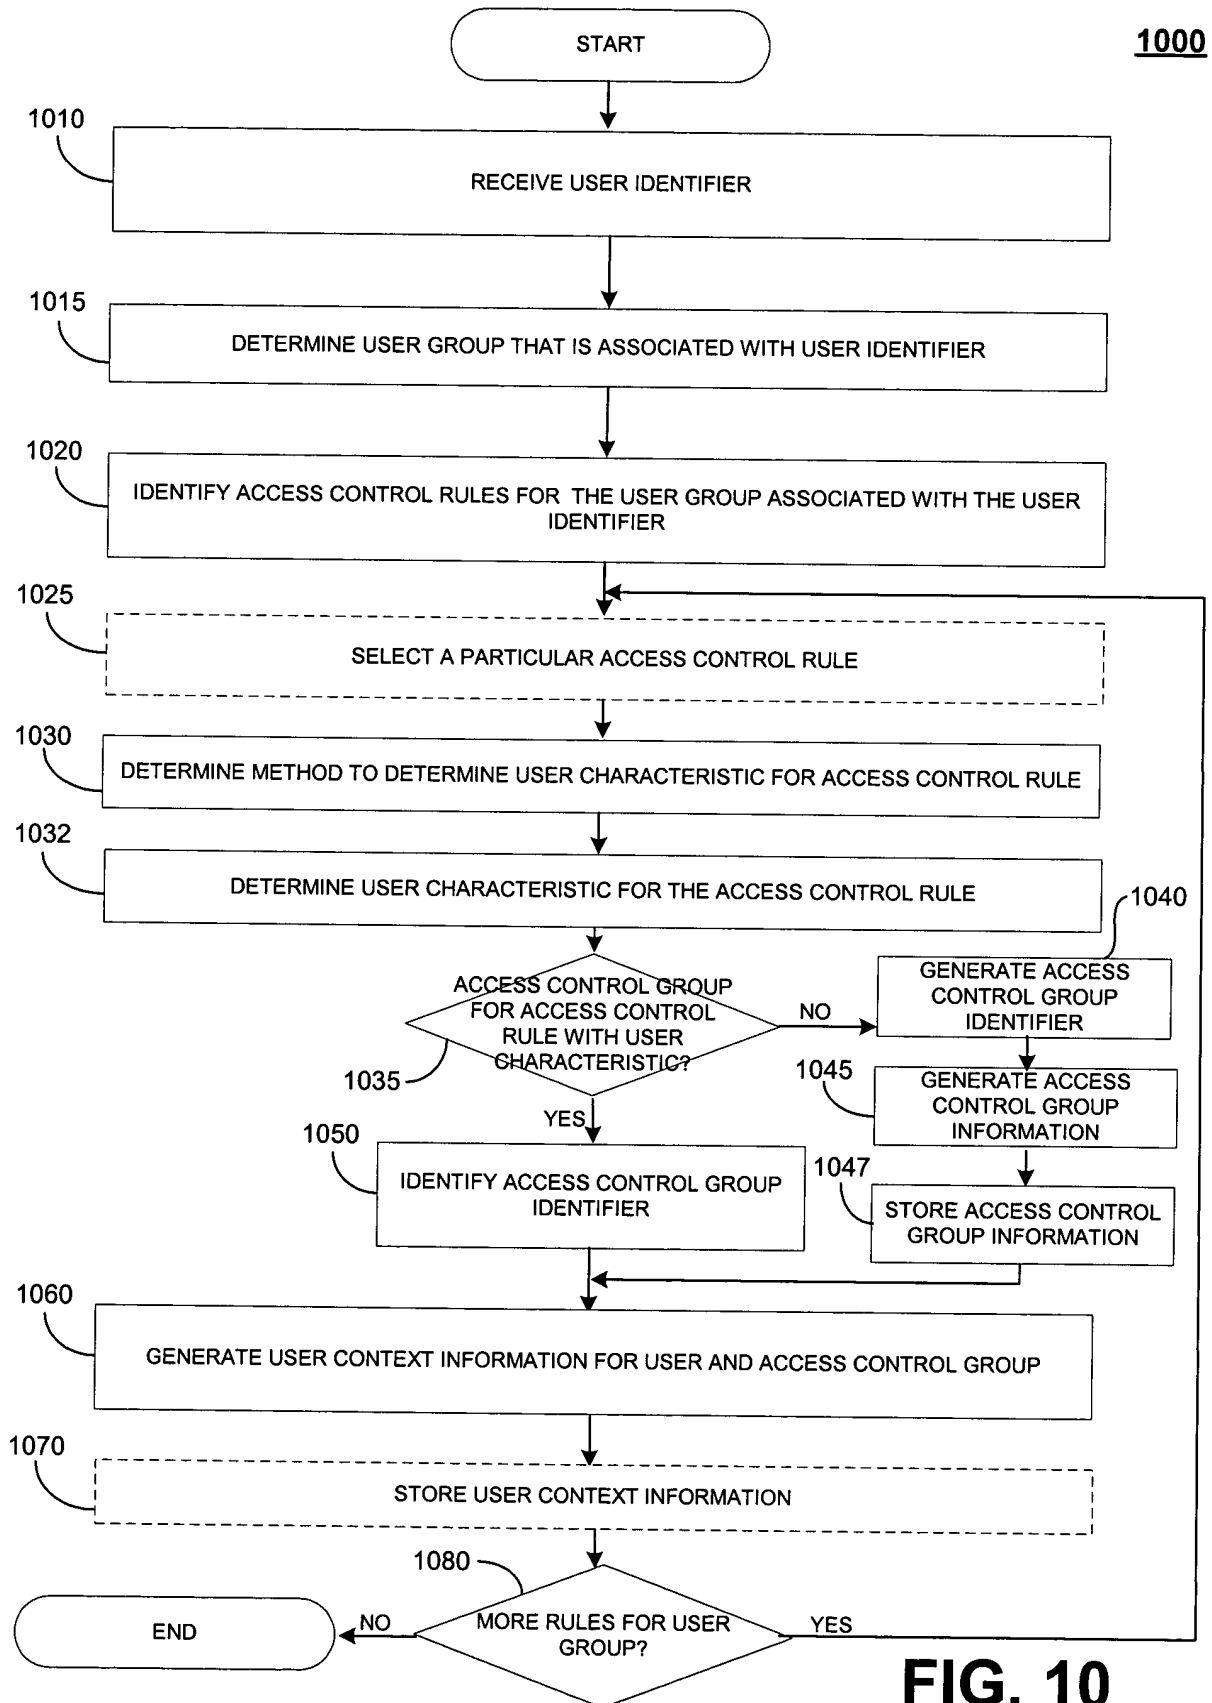 START
1000
1010
RECEIVE USER IDENTIFIER
1015
DETERMINE USER GROUP THAT IS ASSOCIATED WITH USER IDENTIFIER
1020
IDENTIFY ACCESS CONTROL RULES FOR THE USER GROUP ASSOCIATED WITH THE USER
IDENTIFIER
1025
SELECT A PARTICULAR ACCESS CONTROL RULE
1030
DETERMINE METHOD TO DETERMINE USER CHARACTERISTIC FOR ACCESS CONTROL RULE
1032
DETERMINE USER CHARACTERISTIC FOR THE ACCESS CONTROL RULE
ACCESS CONTROL GROUP
FOR ACCESS CONTROL
RULE WITH USER
CHARACTERISTIC?
1035
NO
1040
GENERATE ACCESS
CONTROL GROUP
IDENTIFIER
1045
GENERATE ACCESS
CONTROL GROUP
INFORMATION
YES
1050
IDENTIFY ACCESS CONTROL GROUP
IDENTIFIER
1047
STORE ACCESS CONTROL
GROUP INFORMATION
1060
GENERATE USER CONTEXT INFORMATION FOR USER AND ACCESS CONTROL GROUP
1070
STORE USER CONTEXT INFORMATION
1080
MORE RULES FOR USER
GROUP?
NO
YES
END
FIG. 10